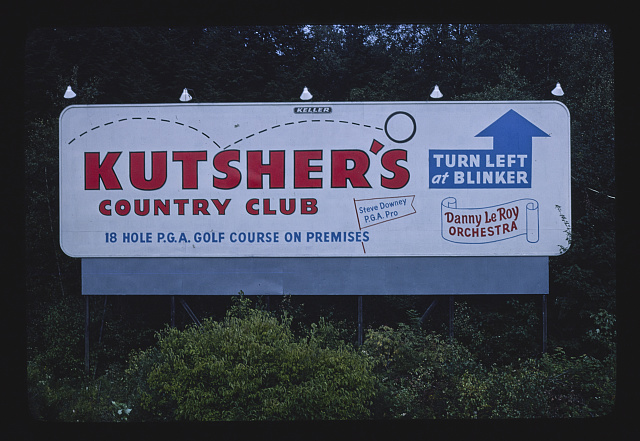 KELLER
KUTSHER'S
COUNTRY CLUB
18 HOLE P.G.A. GOLF COURSE ON PREMISES
Steve Downey
P.G.A. Pro
TURN LEFT
at BLINKER
Danny Le'Roy
ORCHESTRA